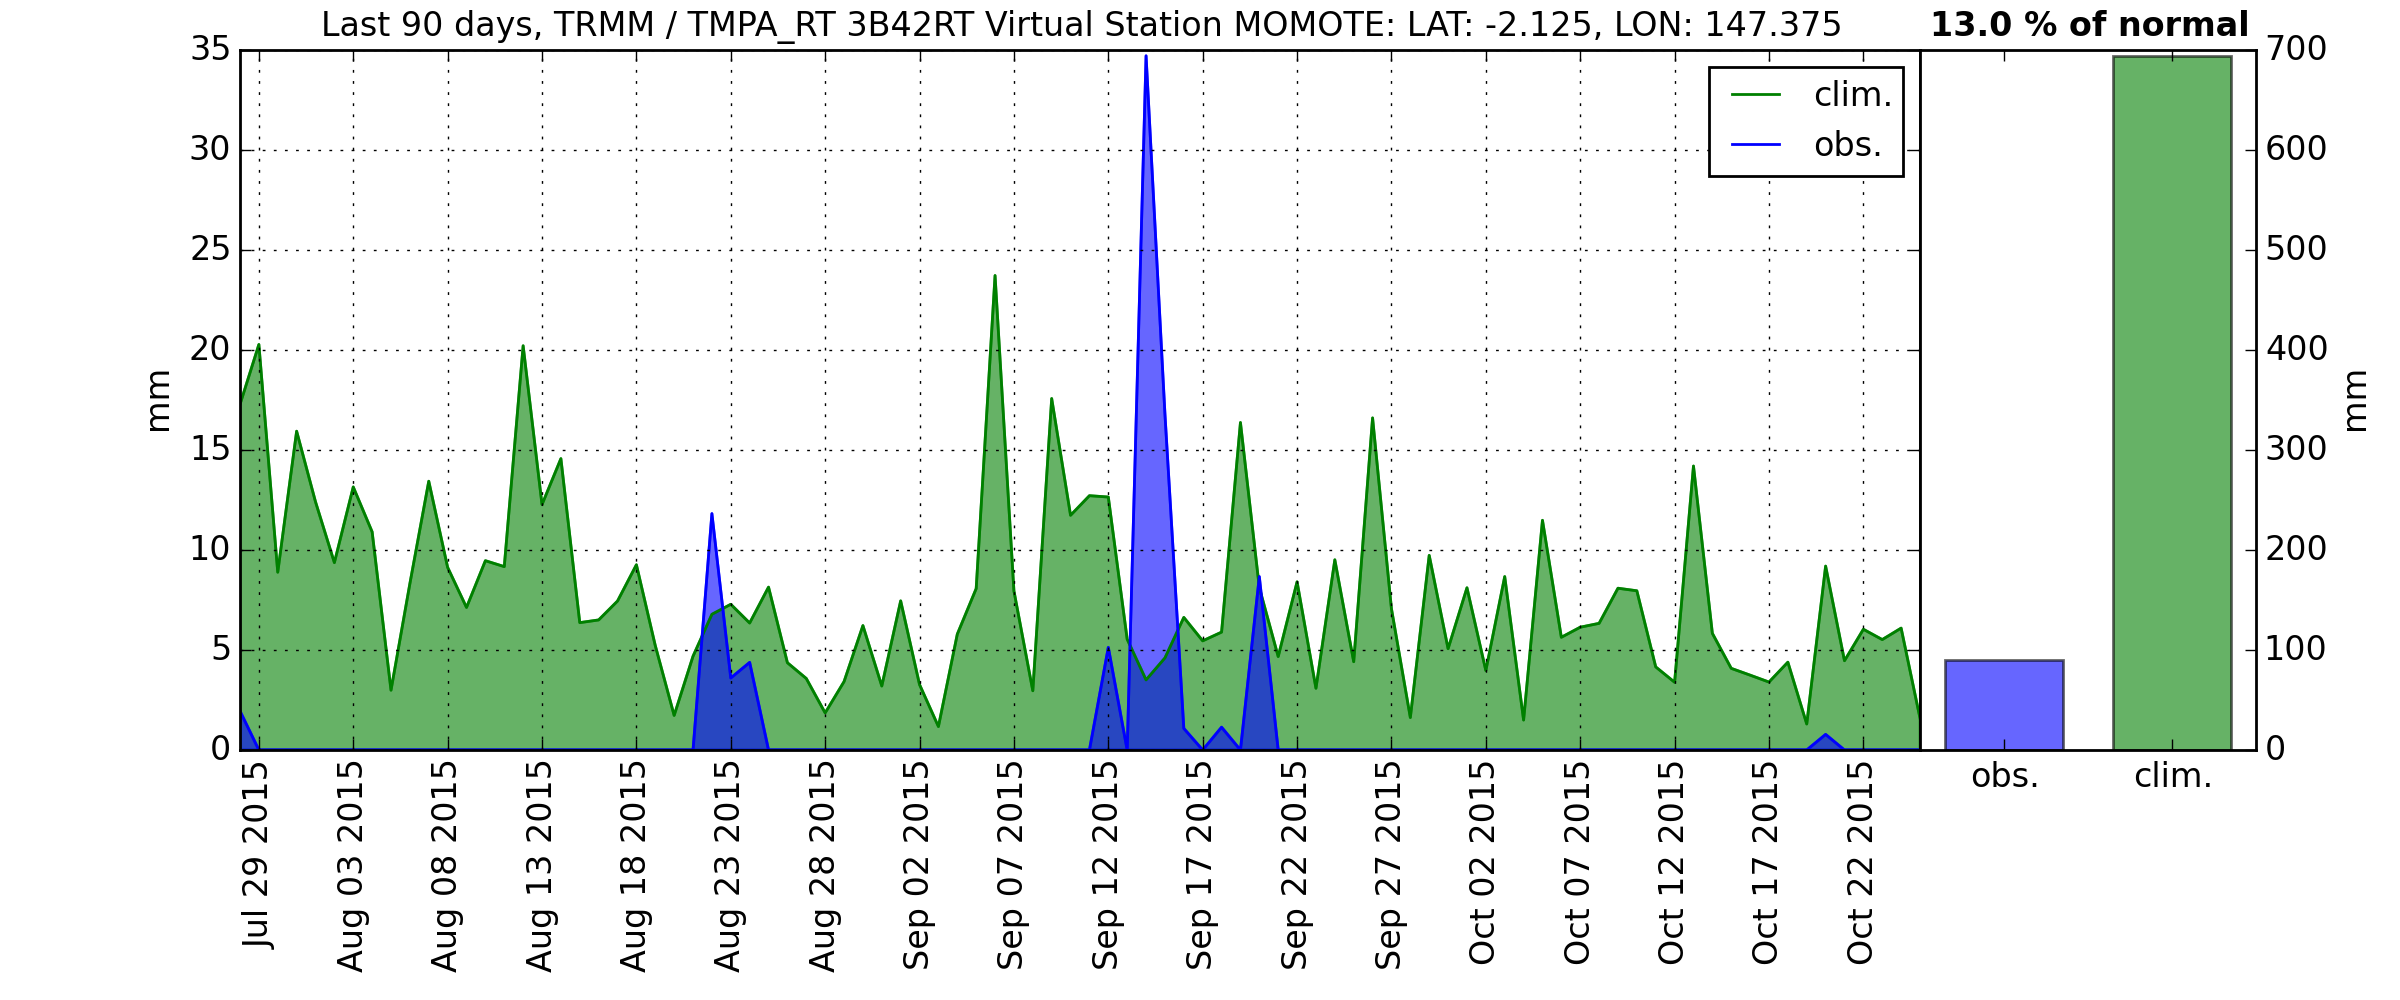 Last 90 days, TRMM / TMPA_RT 3B42RT Virtual Station MOMOTE: LAT: -2.125, LON: 147.375
13.0 % of normal
35
30
25
20
15
10
5
0
mm
clim.
obs.
700
600
500
400
300
200
100
0
mm
Jul 29 2015
Aug 03 2015
Aug 08 2015
Aug 13 2015
Aug 18 2015
Aug 23 2015
Aug 28 2015
Sep 02 2015
Sep 07 2015
Sep 12 2015
Sep 17 2015
Sep 22 2015
Sep 27 2015
Oct 02 2015
Oct 07 2015
Oct 12 2015
Oct 17 2015
Oct 22 2015
obs.
clim.